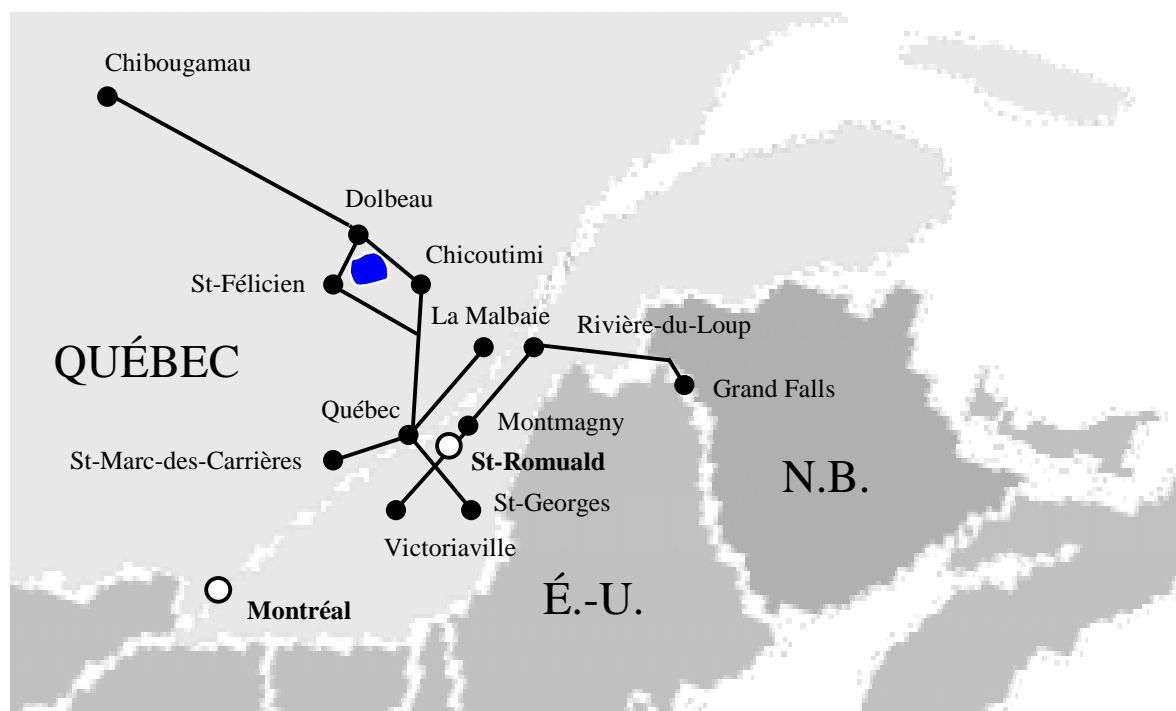 Chibougamau
Dolbeau
Chicoutimi
St-Félicien
La Malbaie
Rivière-du-Loup
QUÉBEC
Grand Falls
Québec
Montmagny
St-Marc-des-Carrières
St-Romuald
N.B.
St-Georges
Victoriaville
É.-U.
Montréal